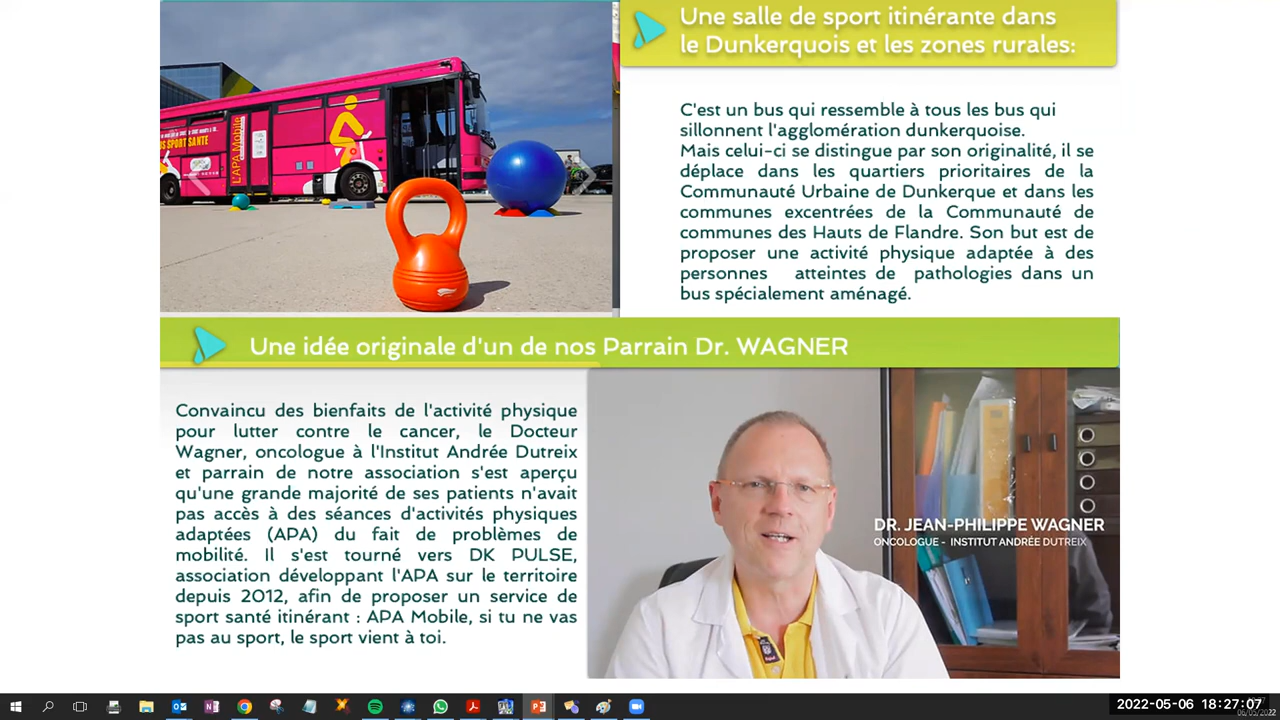 Une salle de sport itinérante dans
le Dunkerquois et les zones rurales:
C'est un bus qui ressemble à tous les bus qui
sillonnent l'agglomération dunkerquoise.
Mais celui-ci se distingue par son originalité, il se
déplace dans les quartiers prioritaires de la
Communauté Urbaine de Dunkerque et dans les
communes excentrées de la Communauté de
communes des Hauts de Flandre. Son but est de
proposer une activité physique adaptée à des
personnes atteintes de pathologies dans un
bus spécialement aménagé.
L'APA Mobile
SPORT SANTE
Une idée originale d'un de nos Parrain Dr. WAGNER
Convaincu des bienfaits de l'activité physique
pour lutter contre le cancer, le Docteur
Wagner, oncologue à l'Institut Andrée Dutreix
et parrain de notre association s'est aperçu
qu'une grande majorité de ses patients n'avait
pas accès à des séances d'activités physiques
adaptées (APA) du fait de problèmes de
mobilité. Il s'est tourné vers DK PULSE,
association développant l'APA sur le territoire
depuis 2012, afin de proposer un service de
sport santé itinérant : APA Mobile, si tu ne vas
pas au sport, le sport vient à toi.
DR. JEAN-PHILIPPE WAGNER
ONCOLOGUE - INSTITUT ANDRÉE DUTREIX
2022-05-06 18:27:07